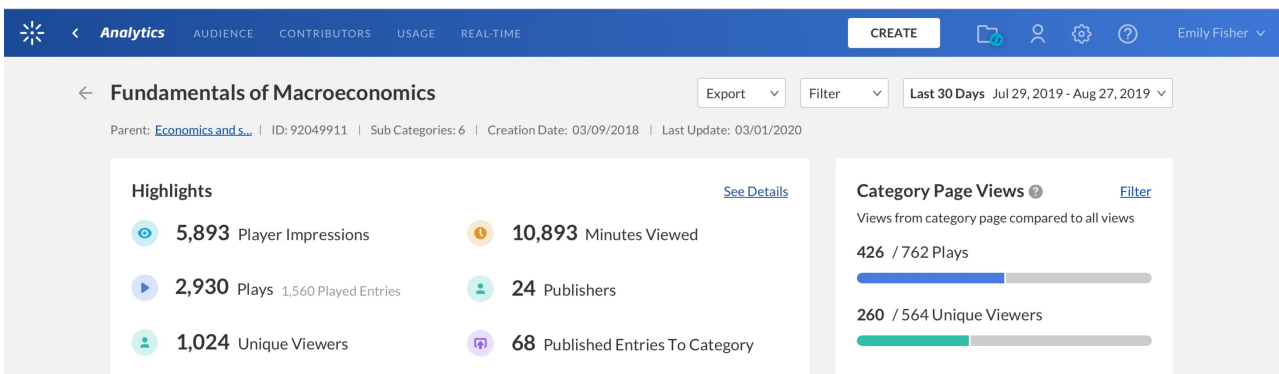 Analytics AUDIENCE CONTRIBUTORS USAGE REAL-TIME CREATE Emily Fisher
Fundamentals of Macroeconomics Export Filter Last 30 Days Jul 29, 2019 - Aug 27, 2019
Parent: Economics and s... | ID: 92049911 | Sub Categories: 6 | Creation Date: 03/09/2018 | Last Update: 03/01/2020
Highlights See Details
5,893 Player Impressions
10,893 Minutes Viewed
2,930 Plays 1,560 Played Entries
24 Publishers
1,024 Unique Viewers
68 Published Entries To Category
Category Page Views ? Filter
Views from category page compared to all views
426 / 762 Plays
260 / 564 Unique Viewers